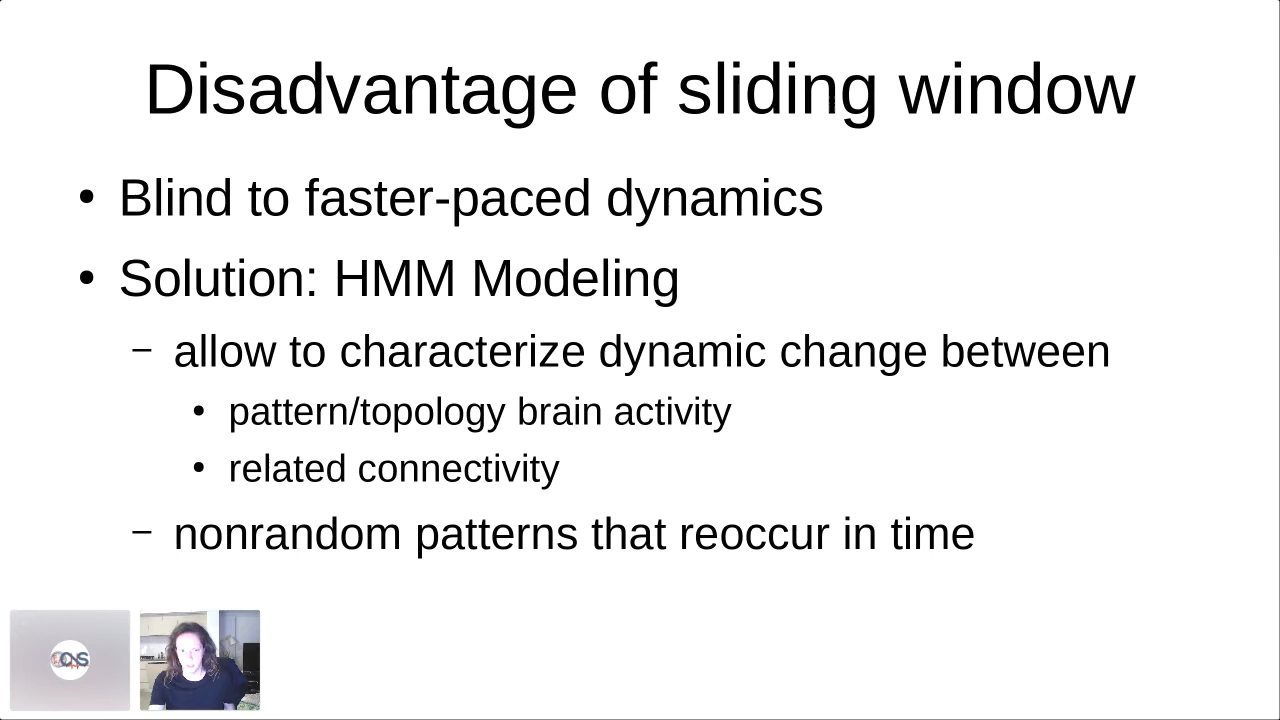 Disadvantage of sliding window
• Blind to faster-paced dynamics
• Solution: HMM Modeling
– allow to characterize dynamic change between
• pattern/topology brain activity
• related connectivity
– nonrandom patterns that reoccur in time